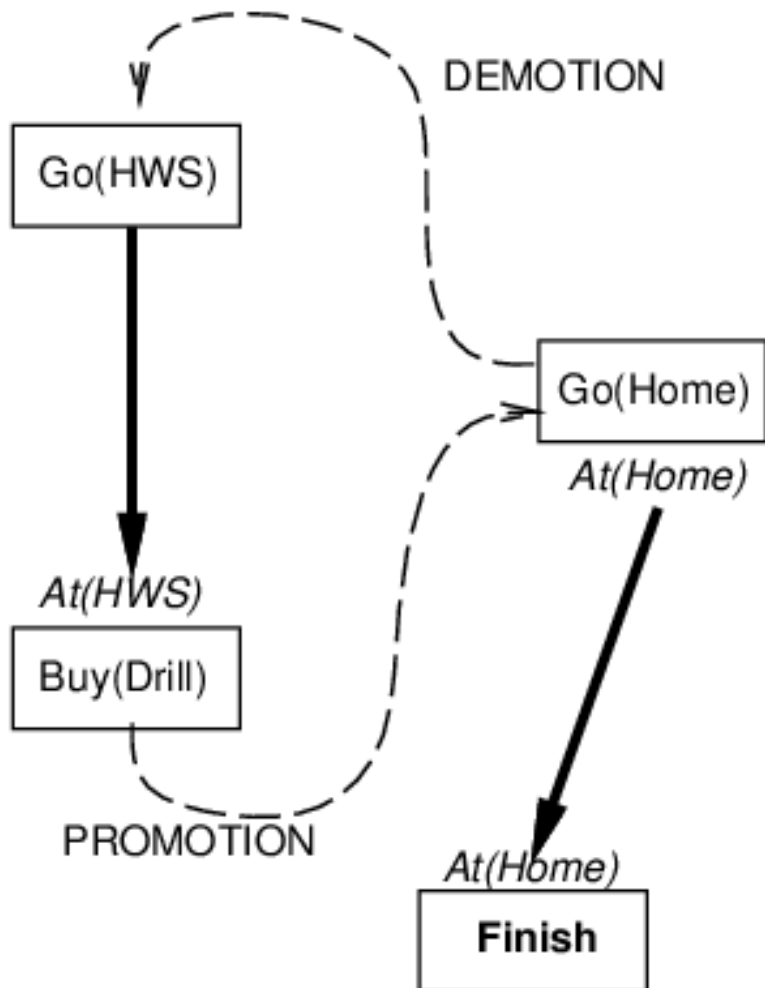 DEMOTION
Go(HWS)
Go(Home)
At(Home)
At(HWS)
Buy(Drill)
PROMOTION
At(Home)
Finish